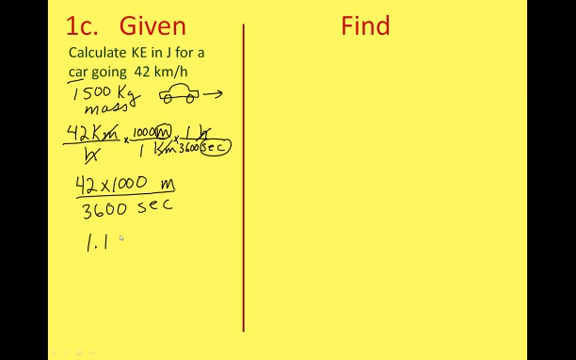 1c. Given
Find
Calculate KE in J for a
car going 42 km/h
1500 Kg
mass
42 Km/h x 1000 m/1 Km x 1 h/3600 sec
42 x 1000 m
3600 sec
1.1